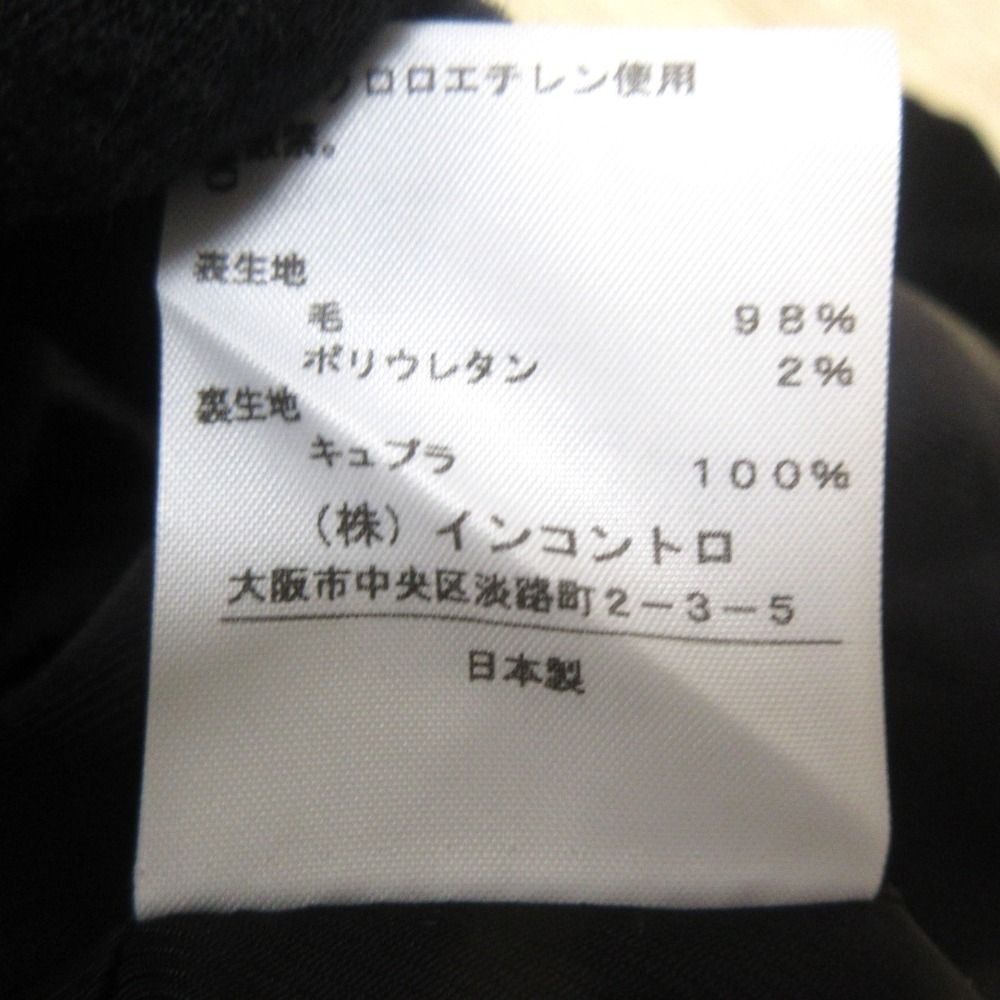 ロロエチレン使用
表生地
毛 98%
ポリウレタン 2%
裏生地
キュプラ 100%
(株)インコントロ
大阪市中央区淡路町2-3-5
日本製